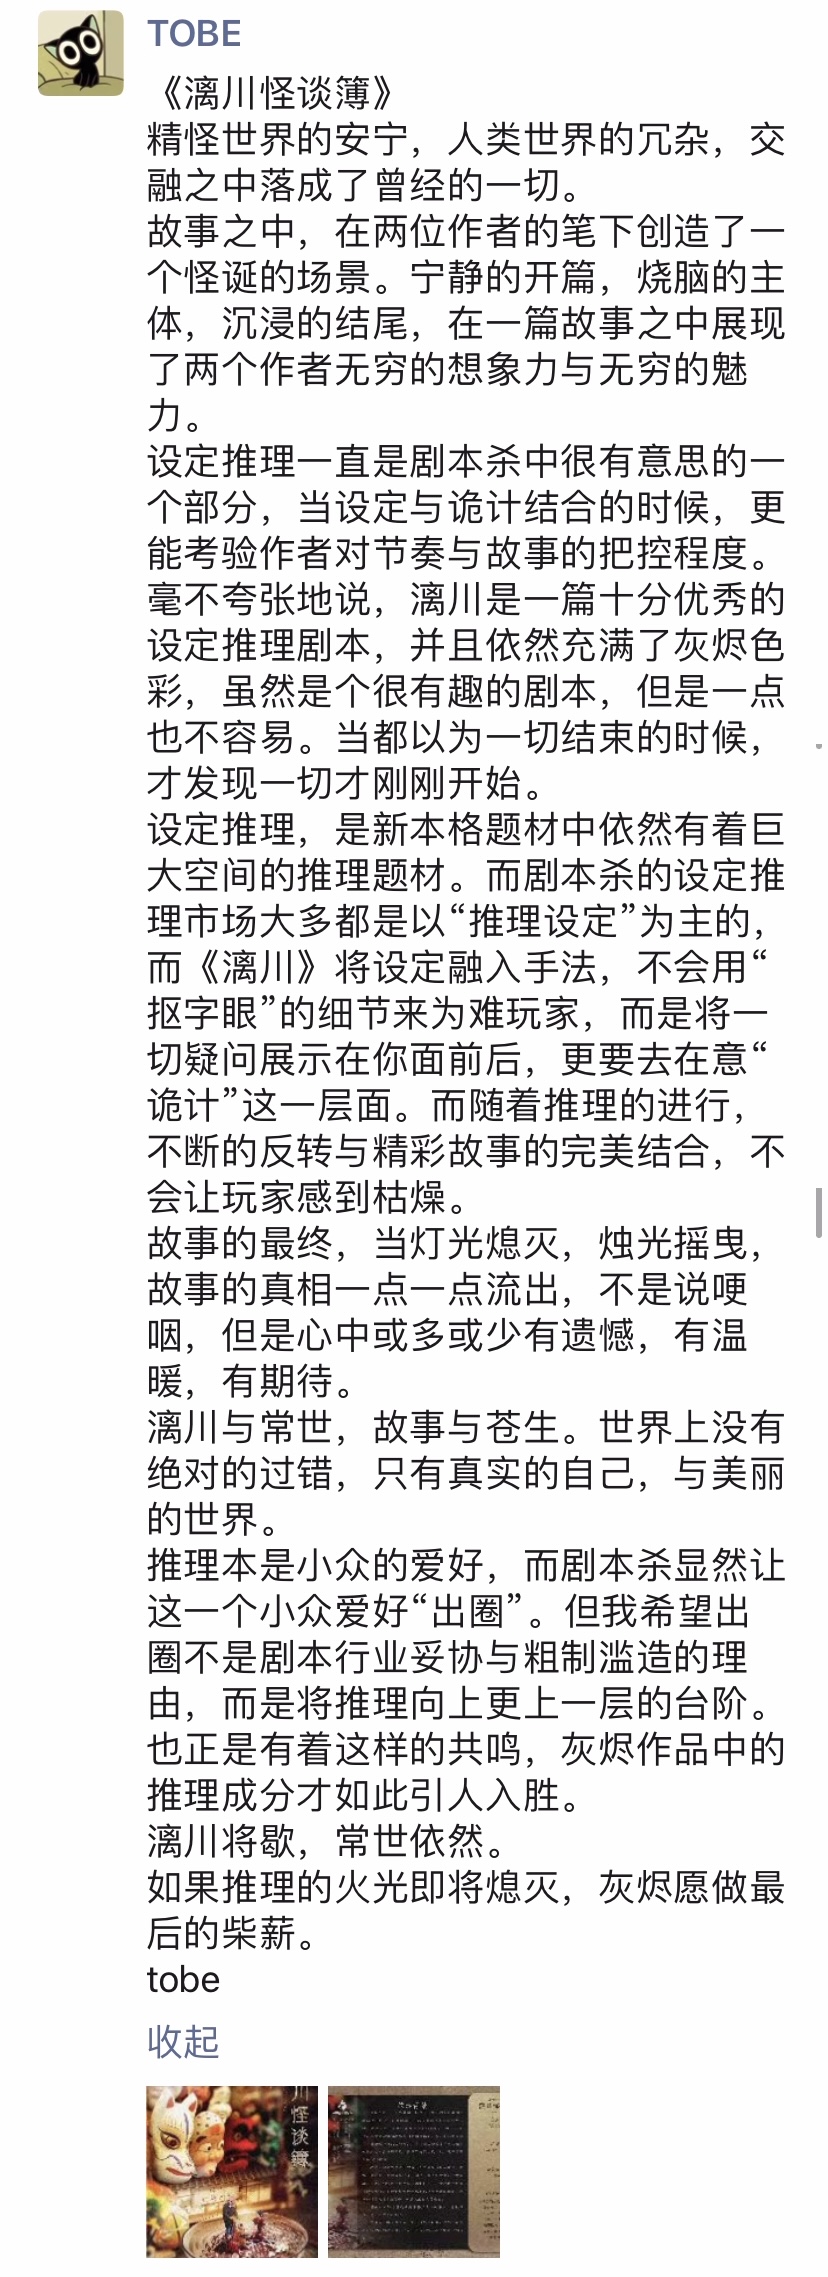 TOBE
《漓川怪谈簿》
精怪世界的安宁，人类世界的冗杂，交
融之中落成了曾经的一切。
故事之中，在两位作者的笔下创造了一
个怪诞的场景。宁静的开篇，烧脑的主
体，沉浸的结尾，在一篇故事之中展现
了两个作者无穷的想象力与无穷的魅
力。
设定推理一直是剧本杀中很有意思的一
个部分，当设定与诡计结合的时候，更
能考验作者对节奏与故事的把控程度。
毫不夸张地说，漓川是一篇十分优秀的
设定推理剧本，并且依然充满了灰烬色
彩，虽然是个很有趣的剧本，但是一点
也不容易。当都以为一切结束的时候，
才发现一切才刚刚开始。
设定推理，是新本格题材中依然有着巨
大空间的推理题材。而剧本杀的设定推
理市场大多都是以“推理设定”为主的，
而《漓川》将设定融入手法，不会用“
抠字眼”的细节来为难玩家，而是将一
切疑问展示在你面前后，更要去在意“
诡计”这一层面。而随着推理的进行，
不断的反转与精彩故事的完美结合，不
会让玩家感到枯燥。
故事的最终，当灯光熄灭，烛光摇曳，
故事的真相一点一点流出，不是说哽
咽，但是心中或多或少有遗憾，有温
暖，有期待。
漓川与常世，故事与苍生。世界上没有
绝对的过错，只有真实的自己，与美丽
的世界。
推理本是小众的爱好，而剧本杀显然让
这一个小众爱好“出圈”。但我希望出
圈不是剧本行业妥协与粗制滥造的理
由，而是将推理向上更上一层的台阶。
也正是有着这样的共鸣，灰烬作品中的
推理成分才如此引人入胜。
漓川将歇，常世依然。
如果推理的火光即将熄灭，灰烬愿做最
后的柴薪。
tobe
收起
川怪谈簿